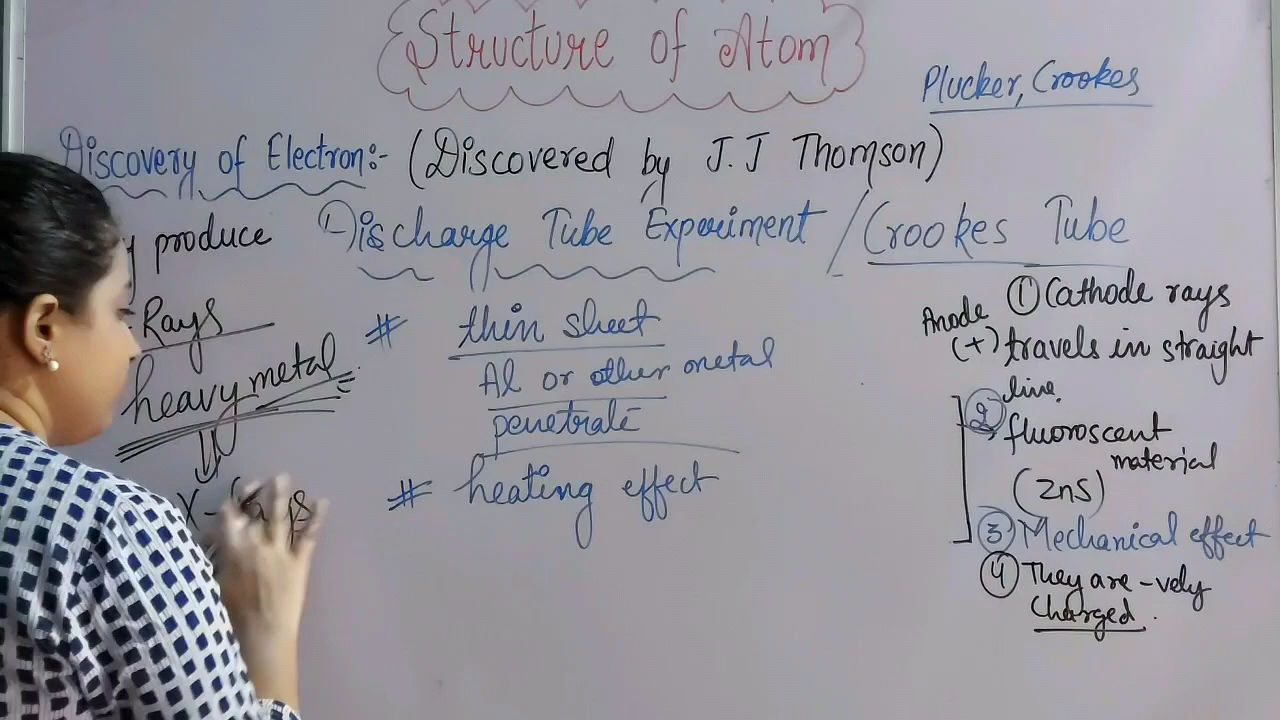 Structure of Atom
Plucker, Crookes
Discovery of Electron:- (Discovered by J.J Thomson)
produce
Discharge Tube Experiment / Crookes Tube
Rays
heavy metal
X-Rays
# thin sheet
Al or other metal
penetrate
# heating effect
Anode
(+)
① Cathode rays
travels in straight
line.
② fluoroscent
material
(ZnS)
③ Mechanical effect
④ They are -vely
charged.